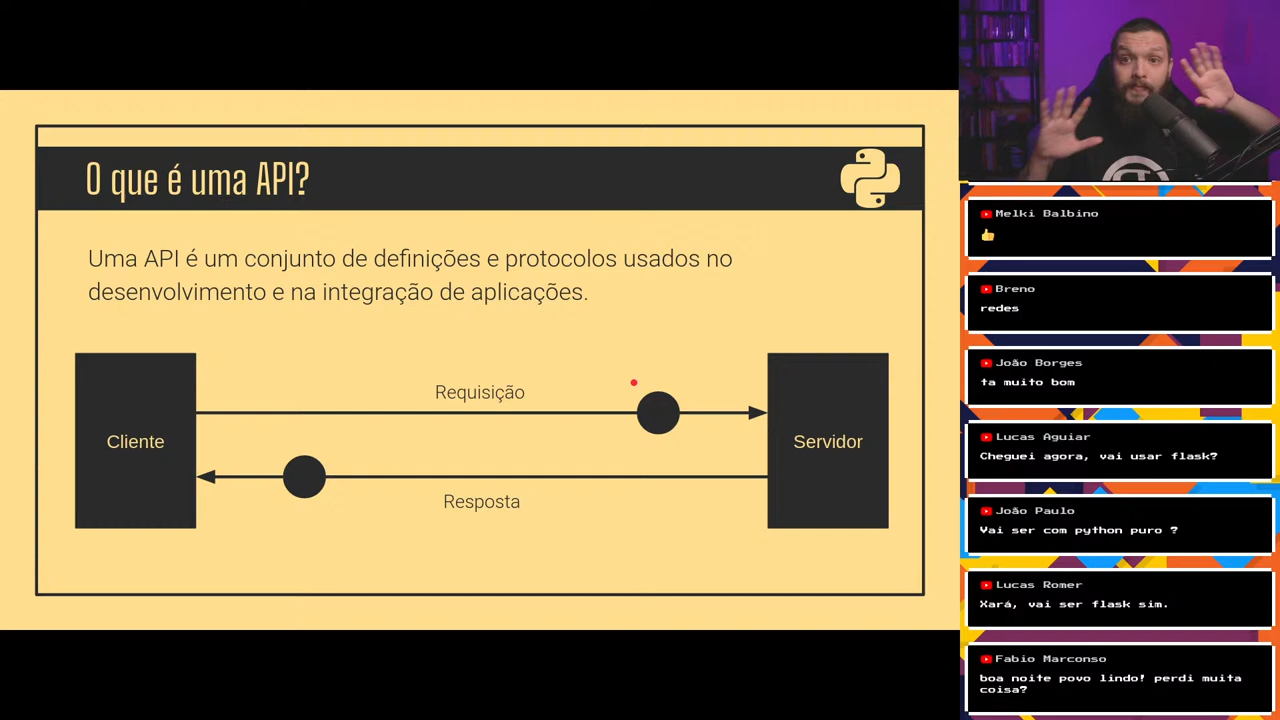 O que é uma API?
Uma API é um conjunto de definições e protocolos usados no
desenvolvimento e na integração de aplicações.
Requisição
Cliente
Servidor
Resposta
Melki Balbino
👍
Breno
redes
João Borges
ta muito bom
Lucas Aguiar
Cheguei agora, vai usar flask?
João Paulo
Vai ser com python puro ?
Lucas Romer
Xará, vai ser flask sim.
Fabio Marconso
boa noite povo lindo! perdi muita
coisa?